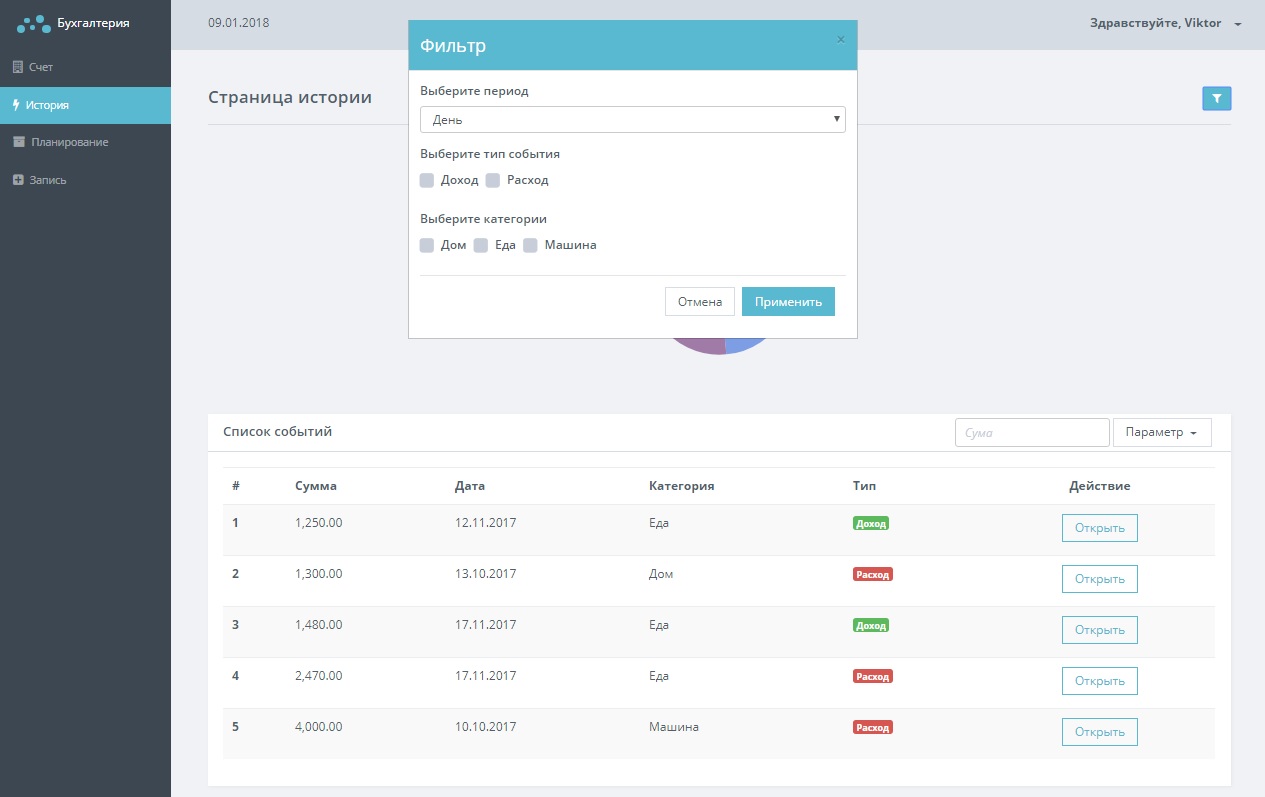 Бухгалтерия
09.01.2018
Здравствуйте, Viktor
Счет
История
Планирование
Запись
Страница истории
Фильтр
×
Выберите период
День
Выберите тип события
Доход Расход
Выберите категории
Дом Еда Машина
Отмена Применить
Список событий
Сума
Параметр
# Сумма Дата Категория Тип Действие
1 1,250.00 12.11.2017 Еда Доход Открыть
2 1,300.00 13.10.2017 Дом Расход Открыть
3 1,480.00 17.11.2017 Еда Доход Открыть
4 2,470.00 17.11.2017 Еда Расход Открыть
5 4,000.00 10.10.2017 Машина Расход Открыть